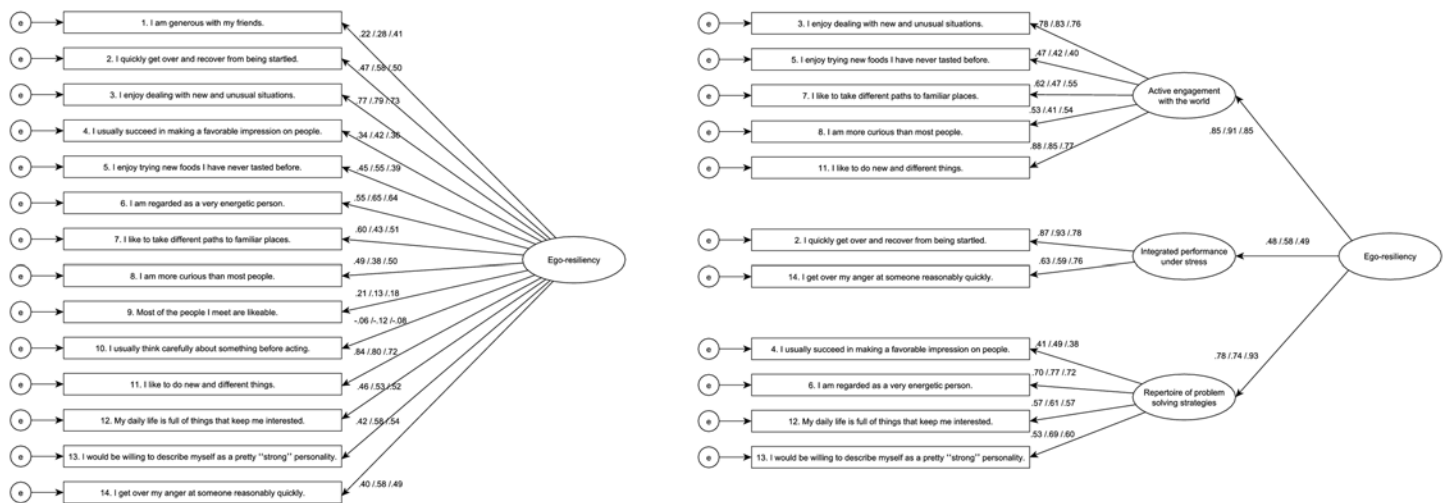 e
1. I am generous with my friends.
.22 /.28 /.41
e
2. I quickly get over and recover from being startled.
.47 /.58 /.50
e
3. I enjoy dealing with new and unusual situations.
.77 /.79 /.73
e
4. I usually succeed in making a favorable impression on people.
.34 /.42 /.36
e
5. I enjoy trying new foods I have never tasted before.
.45 /.55 /.39
e
6. I am regarded as a very energetic person.
.55 /.65 /.64
e
7. I like to take different paths to familiar places.
.60 /.43 /.51
e
8. I am more curious than most people.
.49 /.38 /.50
e
9. Most of the people I meet are likeable.
.21 /.13 /.18
e
10. I usually think carefully about something before acting.
-.06 /-.12 /-.08
e
11. I like to do new and different things.
.84 /.80 /.72
e
12. My daily life is full of things that keep me interested.
.46 /.53 /.52
e
13. I would be willing to describe myself as a pretty "strong" personality.
.42 /.56 /.54
e
14. I get over my anger at someone reasonably quickly.
.40 /.58 /.49
Ego-resiliency
e
3. I enjoy dealing with new and unusual situations.
.78 /.83 /.76
e
5. I enjoy trying new foods I have never tasted before.
.47 /.42 /.40
e
7. I like to take different paths to familiar places.
.62 /.47 /.55
e
8. I am more curious than most people.
.53 /.41 /.54
e
11. I like to do new and different things.
.88 /.85 /.77
Active engagement
with the world
.85 /.91 /.85
e
2. I quickly get over and recover from being startled.
.87 /.93 /.78
e
14. I get over my anger at someone reasonably quickly.
.63 /.59 /.76
Integrated performance
under stress
.48 /.58 /.49
Ego-resiliency
e
4. I usually succeed in making a favorable impression on people.
.41 /.49 /.38
e
6. I am regarded as a very energetic person.
.70 /.77 /.72
e
12. My daily life is full of things that keep me interested.
.57 /.61 /.57
e
13. I would be willing to describe myself as a pretty "strong" personality.
.53 /.69 /.60
Repertoire of problem
solving strategies
.78 /.74 /.93